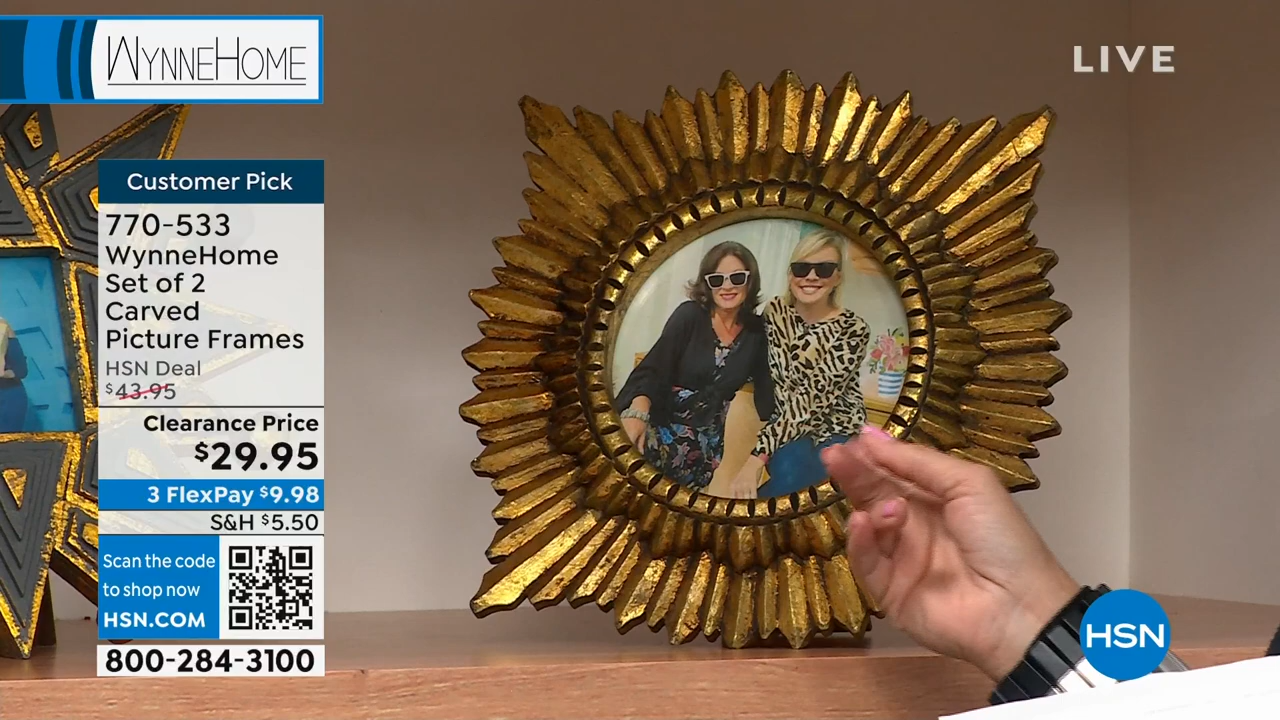 WYNNEHOME
LIVE
Customer Pick
770-533
WynneHome
Set of 2
Carved
Picture Frames
HSN Deal
$43.95
Clearance Price
$29.95
3 FlexPay $9.98
S&H $5.50
Scan the code
to shop now
HSN.COM
800-284-3100
HSN